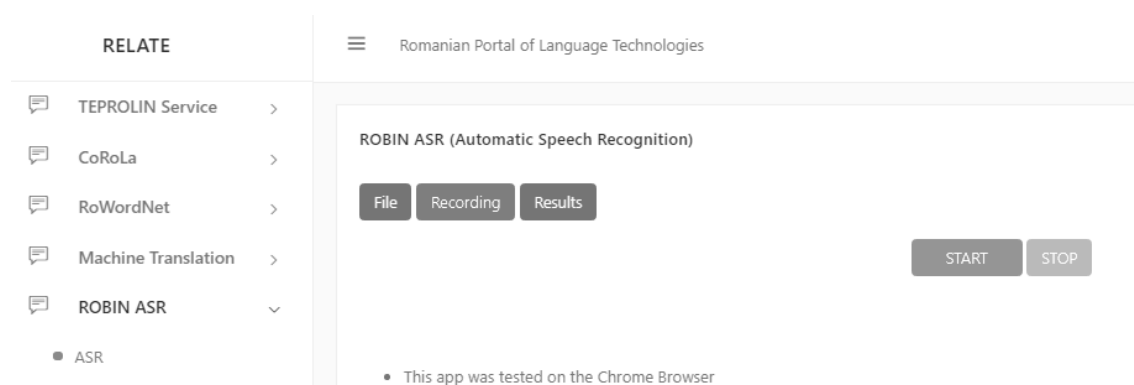 RELATE
Romanian Portal of Language Technologies
TEPROLIN Service
CoRoLa
RoWordNet
Machine Translation
ROBIN ASR
ASR
ROBIN ASR (Automatic Speech Recognition)
File Recording Results
START STOP
This app was tested on the Chrome Browser